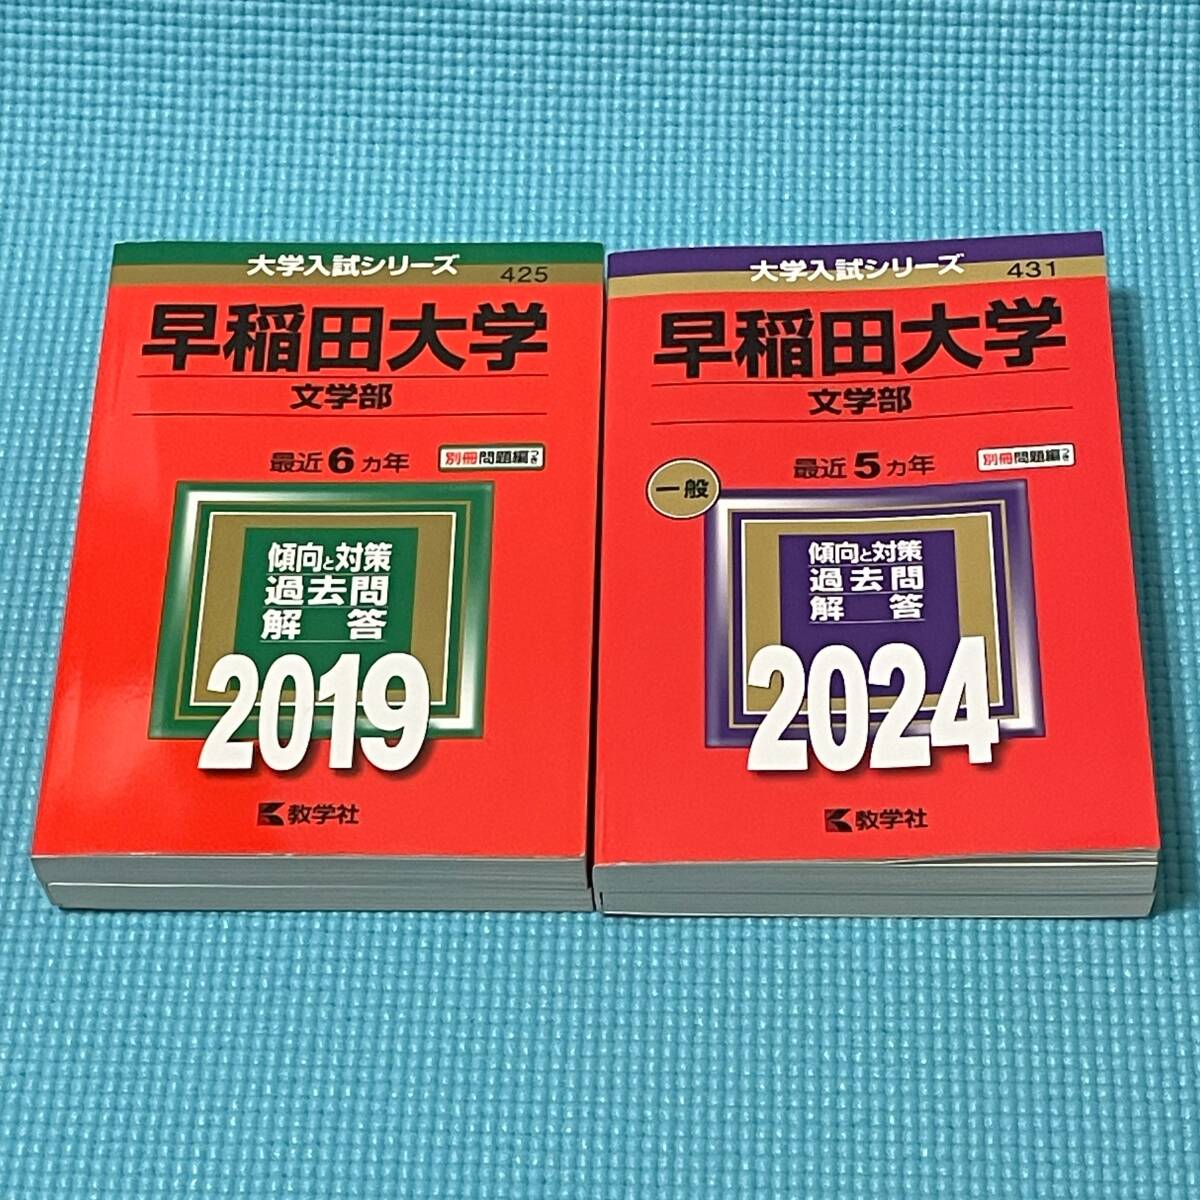 大学入試シリーズ
425
早稲田大学
文学部
最近6ヵ年
別冊問題編つき
傾向と対策
過去問
解答
2019
教学社
大学入試シリーズ
431
早稲田大学
文学部
最近5ヵ年
別冊問題編つき
一般
傾向と対策
過去問
解答
2024
教学社